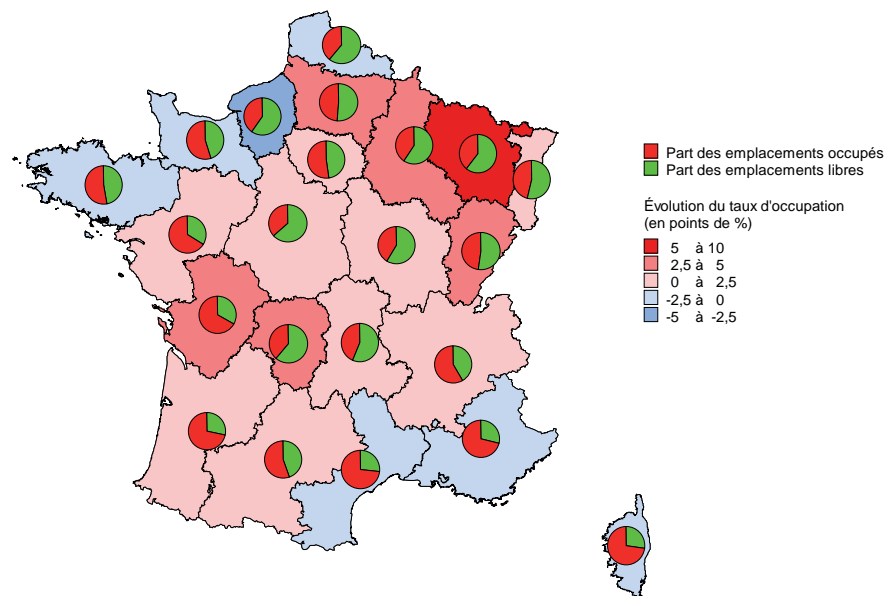 Part des emplacements occupés
Part des emplacements libres
Évolution du taux d'occupation
(en points de %)
5 à 10
2,5 à 5
0 à 2,5
-2,5 à 0
-5 à -2,5